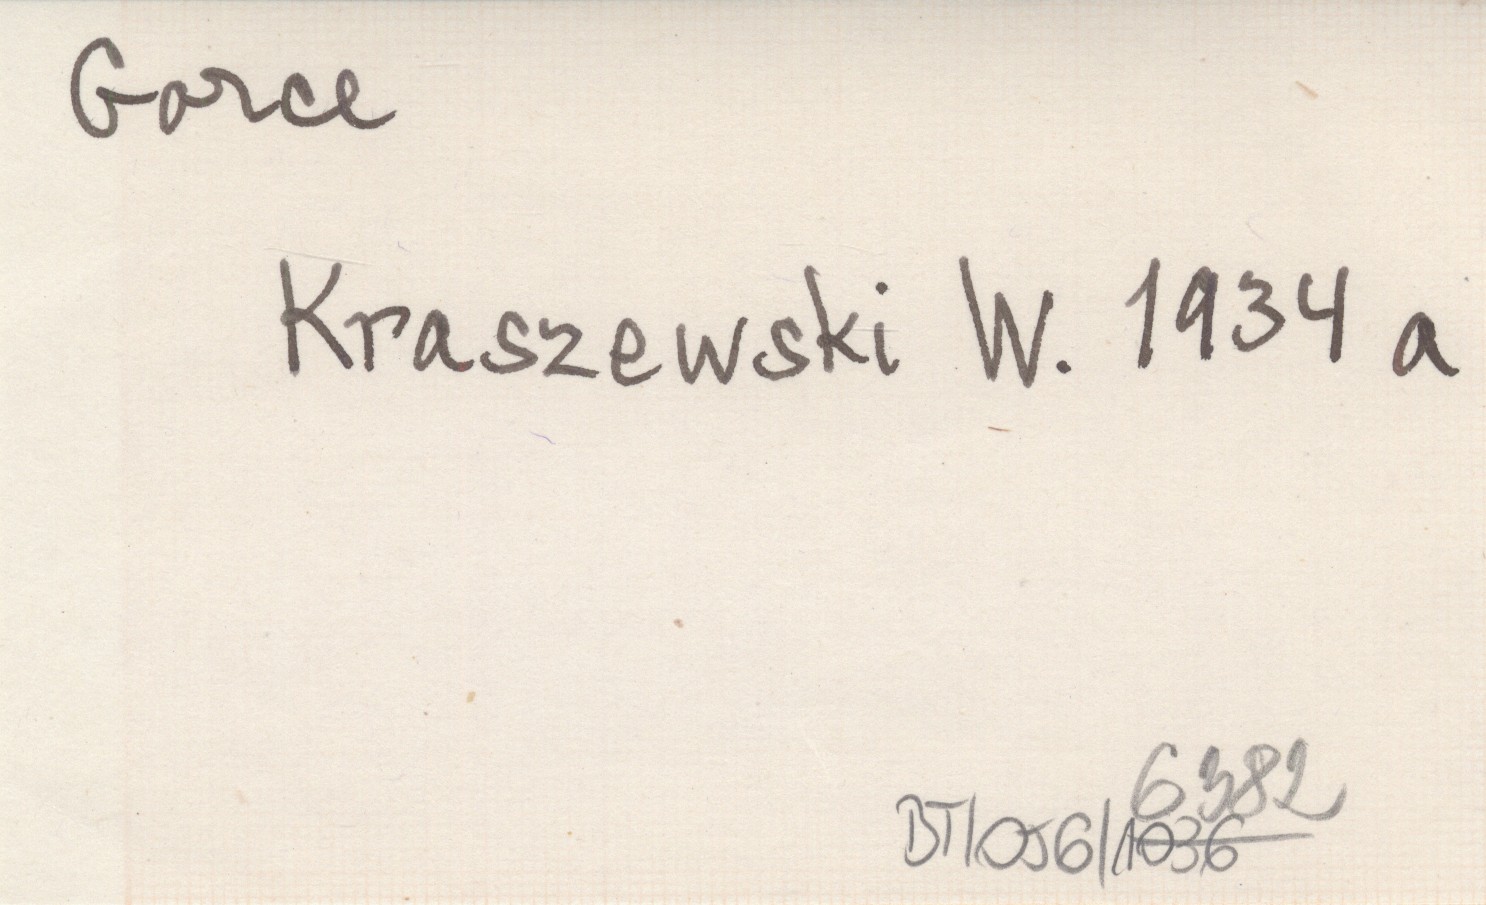 Gorce
Kraszewski W. 1934 a
6382
BT/056/1036